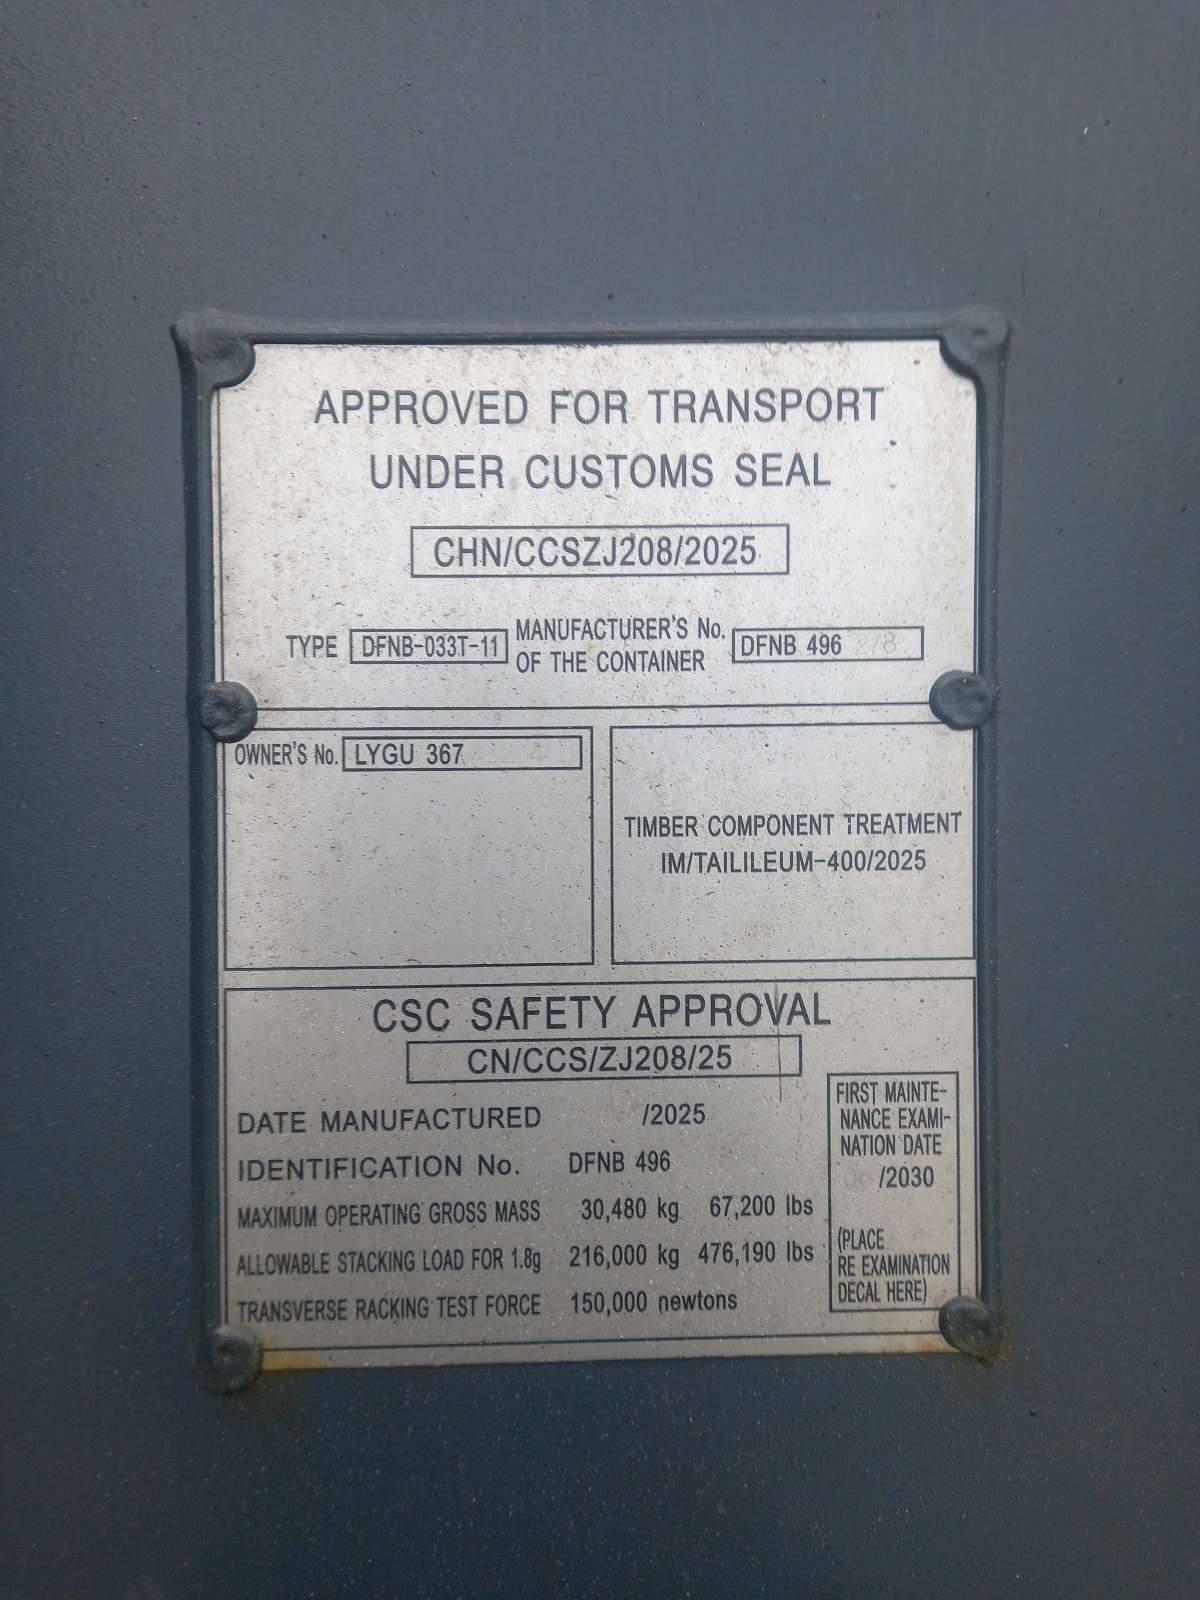 APPROVED FOR TRANSPORT
UNDER CUSTOMS SEAL
CHN/CCSZJ208/2025
TYPE DFNB-033T-11 MANUFACTURER'S No. OF THE CONTAINER DFNB 496
OWNER'S No. LYGU 367
TIMBER COMPONENT TREATMENT
IM/TAILILEUM-400/2025
CSC SAFETY APPROVAL
CN/CCS/ZJ208/25
DATE MANUFACTURED /2025
IDENTIFICATION No. DFNB 496
MAXIMUM OPERATING GROSS MASS 30,480 kg 67,200 lbs
ALLOWABLE STACKING LOAD FOR 1.8g 216,000 kg 476,190 lbs
TRANSVERSE RACKING TEST FORCE 150,000 newtons
FIRST MAINTE-
NANCE EXAMI-
NATION DATE
/2030
(PLACE
RE EXAMINATION
DECAL HERE)